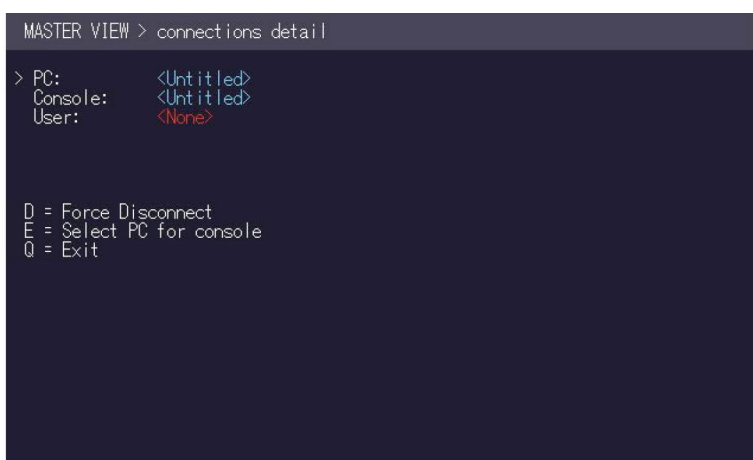 MASTER VIEW > connections detail
> PC: <Untitled>
Console: <Untitled>
User: <None>
D = Force Disconnect
E = Select PC for console
Q = Exit